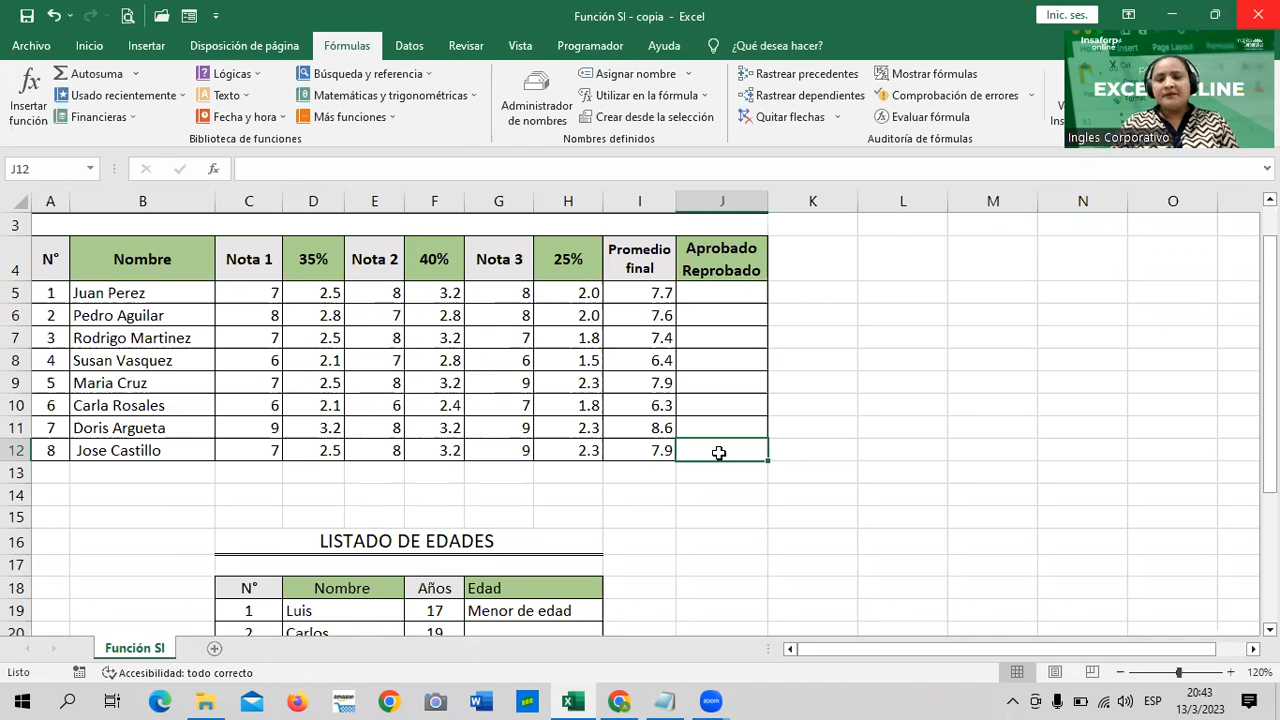 Función SI - copia - Excel
Inic. ses.
Archivo Inicio Insertar Disposición de página Fórmulas Datos Revisar Vista Programador Ayuda ¿Qué desea hacer?
Insertar función
Autosuma
Usado recientemente
Financieras
Lógicas
Texto
Fecha y hora
Búsqueda y referencia
Matemáticas y trigonométricas
Más funciones
Biblioteca de funciones
Administrador de nombres
Asignar nombre
Utilizar en la fórmula
Crear desde la selección
Nombres definidos
Rastrear precedentes
Rastrear dependientes
Quitar flechas
Mostrar fórmulas
Comprobación de errores
Evaluar fórmula
Auditoría de fórmulas
Insaforp online
Page Layout
Ingles Corporativo
J12
A B C D E F G H I J K L M N O
3
4 N° Nombre Nota 1 35% Nota 2 40% Nota 3 25% Promedio final Aprobado Reprobado
5 1 Juan Perez 7 2.5 8 3.2 8 2.0 7.7
6 2 Pedro Aguilar 8 2.8 7 2.8 8 2.0 7.6
7 3 Rodrigo Martinez 7 2.5 8 3.2 7 1.8 7.4
8 4 Susan Vasquez 6 2.1 7 2.8 6 1.5 6.4
9 5 Maria Cruz 7 2.5 8 3.2 9 2.3 7.9
10 6 Carla Rosales 6 2.1 6 2.4 7 1.8 6.3
11 7 Doris Argueta 9 3.2 8 3.2 9 2.3 8.6
12 8 Jose Castillo 7 2.5 8 3.2 9 2.3 7.9
13
14
15
16 LISTADO DE EDADES
17
18 N° Nombre Años Edad
19 1 Luis 17 Menor de edad
20 2 Carlos 19
Función SI
Listo Accesibilidad: todo correcto 120%
ESP 20:43
13/3/2023